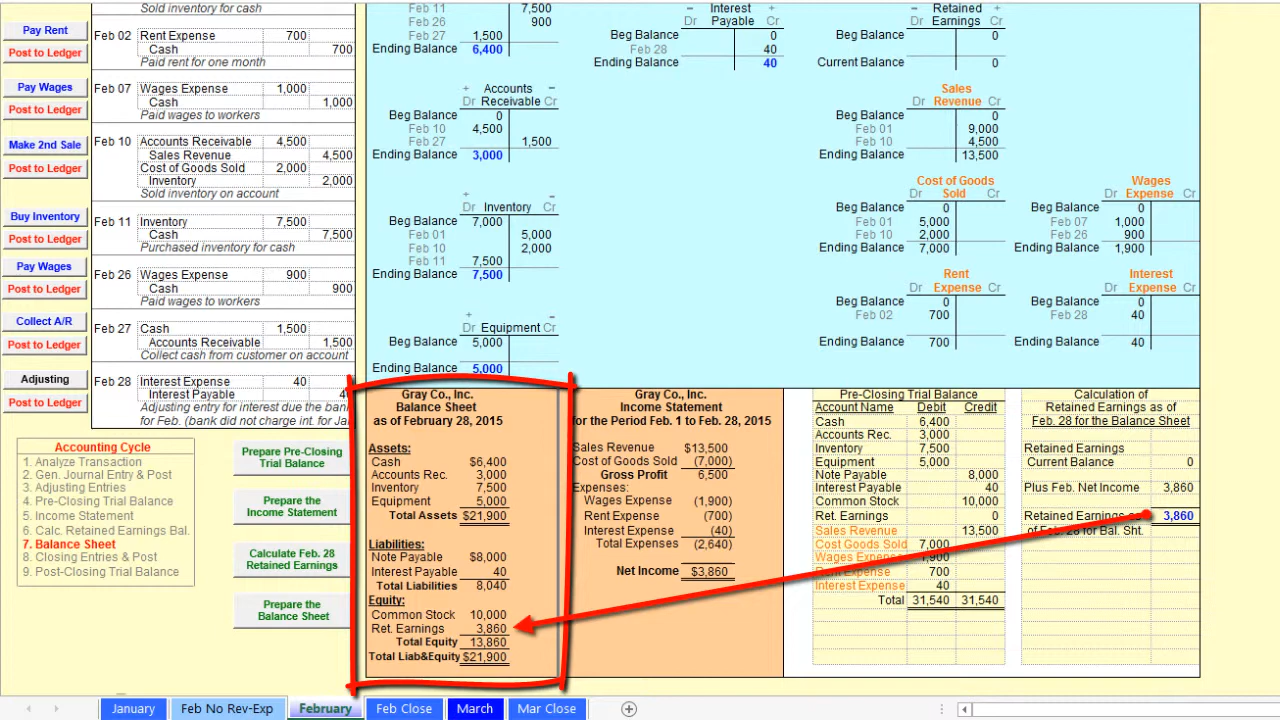 Sold inventory for cash
Pay Rent
Post to Ledger
Feb 02 Rent Expense 700
Cash 700
Paid rent for one month
Pay Wages
Post to Ledger
Feb 07 Wages Expense 1,000
Cash 1,000
Paid wages to workers
Make 2nd Sale
Post to Ledger
Feb 10 Accounts Receivable 4,500
Sales Revenue 4,500
Cost of Goods Sold 2,000
Inventory 2,000
Sold inventory on account
Buy Inventory
Post to Ledger
Feb 11 Inventory 7,500
Cash 7,500
Purchased inventory for cash
Pay Wages
Post to Ledger
Feb 26 Wages Expense 900
Cash 900
Paid wages to workers
Collect A/R
Post to Ledger
Feb 27 Cash 1,500
Accounts Receivable 1,500
Collect cash from customer on account
Adjusting
Post to Ledger
Feb 28 Interest Expense 40
Interest Payable
Adjusting entry for interest due the bank
for Feb. (bank did not charge int. for Jan
Feb 11 7,500
Feb 26 900
Feb 27 1,500
Ending Balance 6,400
+ Accounts −
Dr Receivable Cr
Beg Balance 0
Feb 10 4,500
Feb 27 1,500
Ending Balance 3,000
+ −
Dr Inventory Cr
Beg Balance 7,000
Feb 01 5,000
Feb 10 2,000
Feb 11 7,500
Ending Balance 7,500
+ −
Dr Equipment Cr
Beg Balance 5,000
Ending Balance 5,000
− Interest +
Dr Payable Cr
Beg Balance 0
Feb 28 40
Ending Balance 40
− Retained +
Dr Earnings Cr
Beg Balance 0
Current Balance 0
Sales
Dr Revenue Cr
Beg Balance 0
Feb 01 9,000
Feb 10 4,500
Ending Balance 13,500
Cost of Goods
Dr Sold Cr
Beg Balance 0
Feb 01 5,000
Feb 10 2,000
Ending Balance 7,000
Wages
Dr Expense Cr
Beg Balance 0
Feb 07 1,000
Feb 26 900
Ending Balance 1,900
Rent
Dr Expense Cr
Beg Balance 0
Feb 02 700
Ending Balance 700
Interest
Dr Expense Cr
Beg Balance 0
Feb 28 40
Ending Balance 40
Accounting Cycle
1. Analyze Transaction
2. Gen. Journal Entry & Post
3. Adjusting Entries
4. Pre-Closing Trial Balance
5. Income Statement
6. Calc. Retained Earnings Bal.
7. Balance Sheet
8. Closing Entries & Post
9. Post-Closing Trial Balance
Prepare Pre-Closing
Trial Balance
Prepare the
Income Statement
Calculate Feb. 28
Retained Earnings
Prepare the
Balance Sheet
Gray Co., Inc.
Balance Sheet
as of February 28, 2015
Assets:
Cash $6,400
Accounts Rec. 3,000
Inventory 7,500
Equipment 5,000
Total Assets $21,900
Liabilities:
Note Payable $8,000
Interest Payable 40
Total Liabilities 8,040
Equity:
Common Stock 10,000
Ret. Earnings 3,860
Total Equity 13,860
Total Liab&Equity $21,900
Gray Co., Inc.
Income Statement
for the Period Feb. 1 to Feb. 28, 2015
Sales Revenue $13,500
Cost of Goods Sold (7,000)
Gross Profit 6,500
Expenses:
Wages Expense (1,900)
Rent Expense (700)
Interest Expense (40)
Total Expenses (2,640)
Net Income $3,860
Pre-Closing Trial Balance
Account Name Debit Credit
Cash 6,400
Accounts Rec. 3,000
Inventory 7,500
Equipment 5,000
Note Payable 8,000
Interest Payable 40
Common Stock 10,000
Ret. Earnings 0
Sales Revenue 13,500
Cost Goods Sold 7,000
Wages Expense 1,900
Rent Expense 700
Interest Expense 40
Total 31,540 31,540
Calculation of
Retained Earnings as of
Feb. 28 for the Balance Sheet
Retained Earnings
Current Balance 0
Plus Feb. Net Income 3,860
Retained Earnings as 3,860
of Feb. 28 for Bal. Sht.
January Feb No Rev-Exp February Feb Close March Mar Close